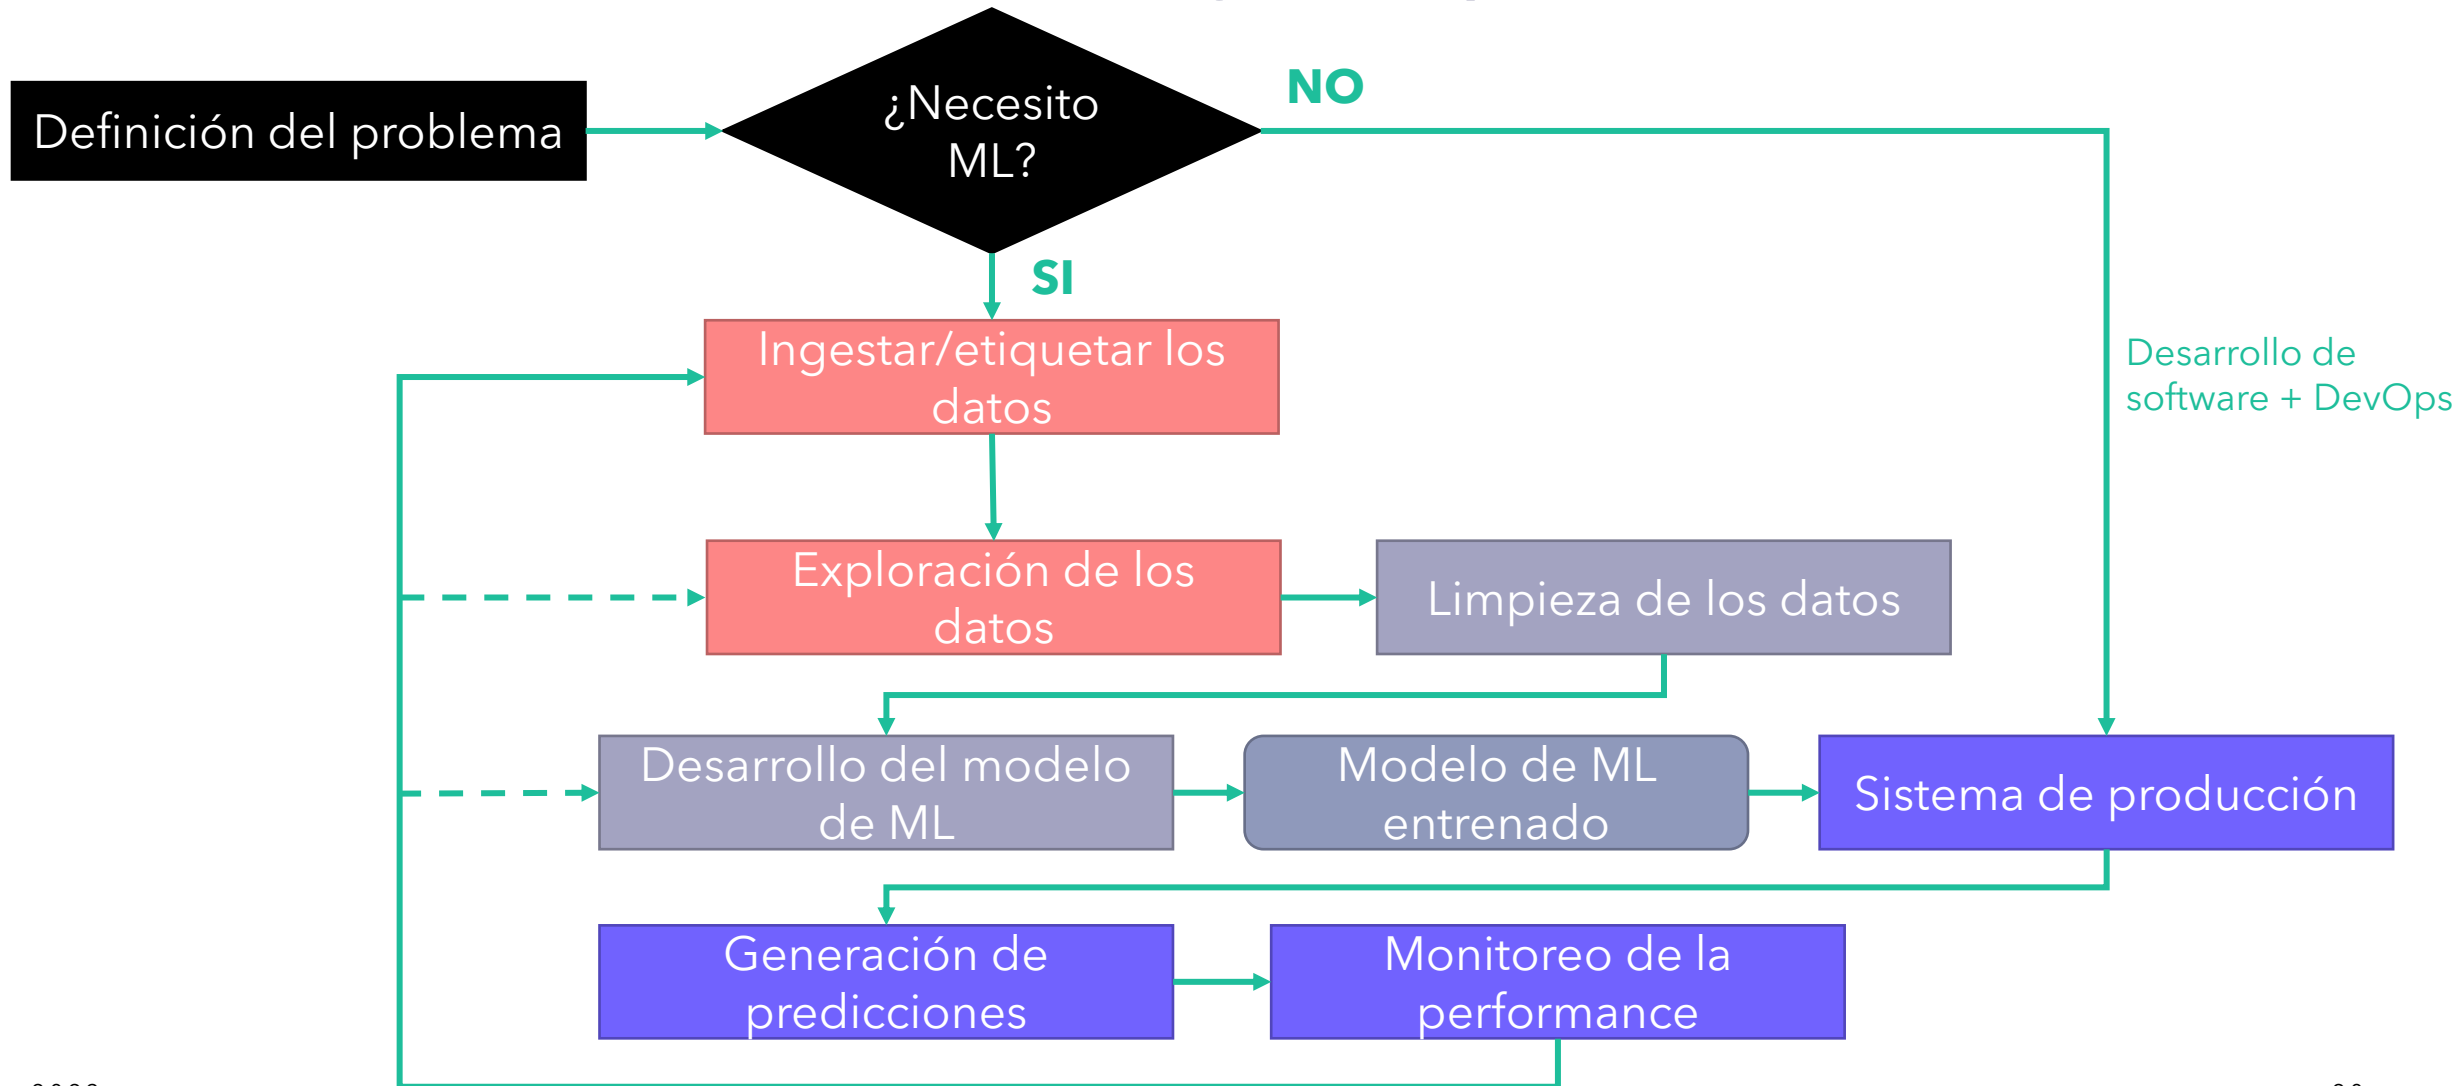 Definición del problema
¿Necesito
ML?
NO
SI
Ingestar/etiquetar los
datos
Desarrollo de
software + DevOps
Exploración de los
datos
Limpieza de los datos
Desarrollo del modelo
de ML
Modelo de ML
entrenado
Sistema de producción
Generación de
predicciones
Monitoreo de la
performance